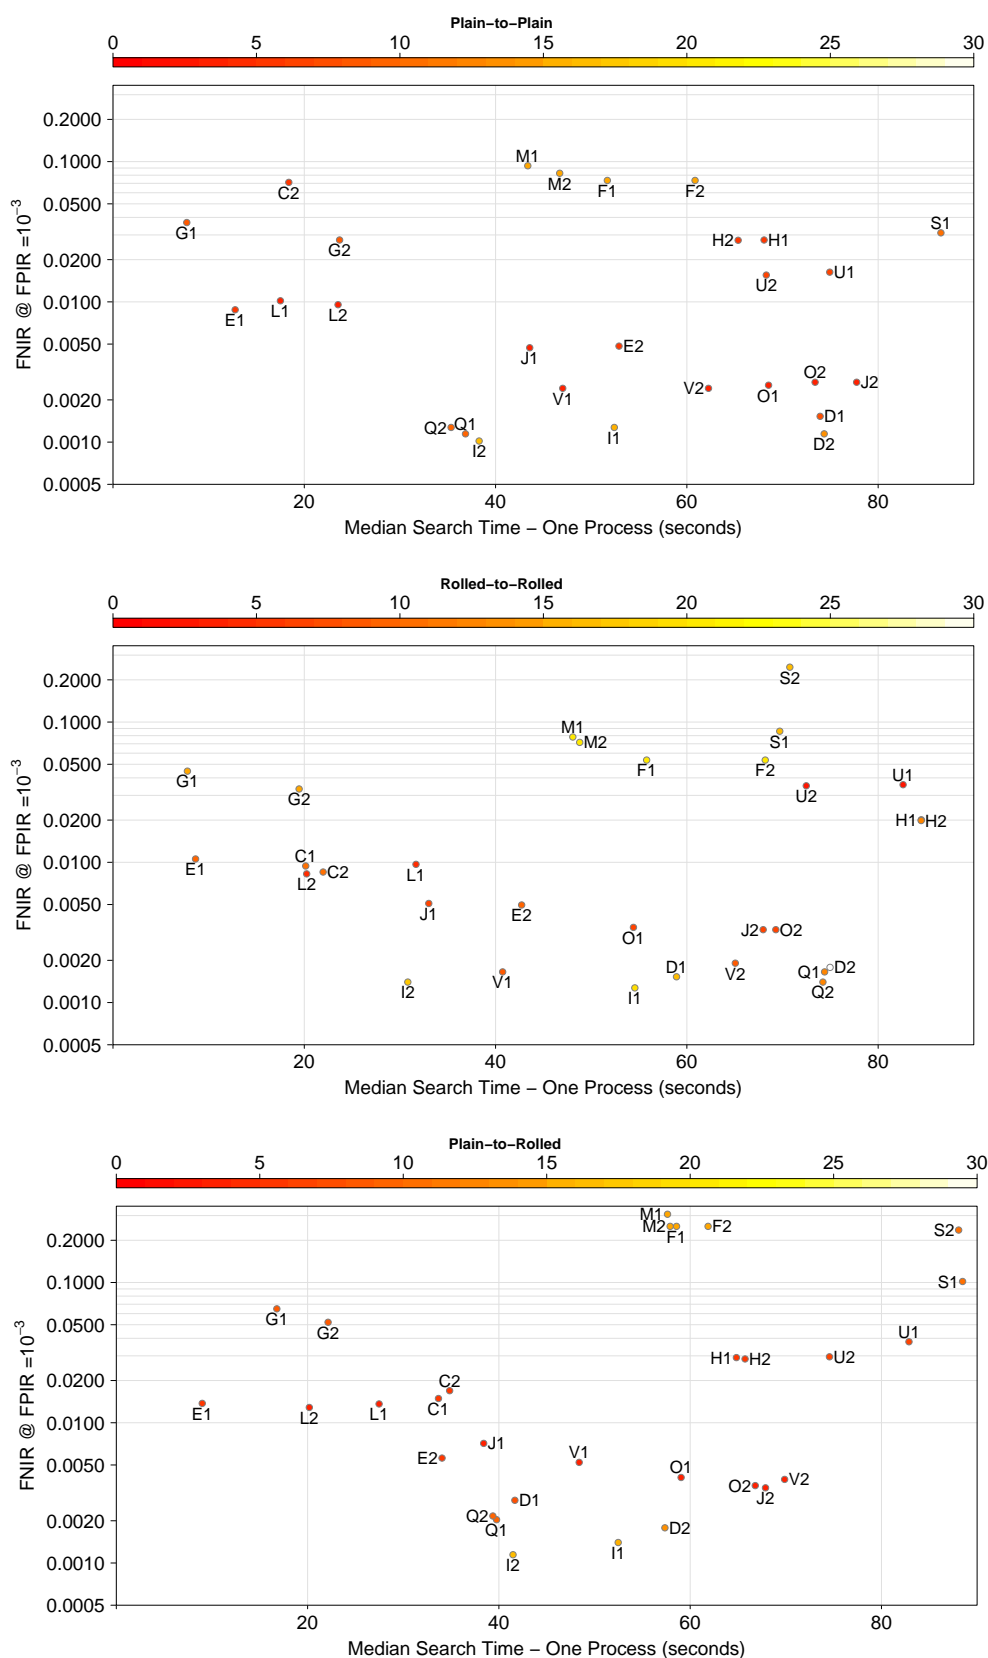 Plain−to−Plain
0 5 10 15 20 25 30
0.2000
0.1000
0.0500
0.0200
0.0100
0.0050
0.0020
0.0010
0.0005
FNIR @ FPIR =10−3
M1
M2 F1 F2
C2
G1
G2
S1
H2 H1
U1
U2
E1 L1 L2
J1 E2
V1 V2 O1 O2 J2
Q2 Q1 I2 I1 D1
D2
20 40 60 80
Median Search Time − One Process (seconds)
Rolled−to−Rolled
0 5 10 15 20 25 30
0.2000
0.1000
0.0500
0.0200
0.0100
0.0050
0.0020
0.0010
0.0005
FNIR @ FPIR =10−3
S2
M1
M2 S1
F1 F2
G1
G2 U2 U1
H1 H2
E1 C1
L2 C2 L1
J1 E2
O1 J2 O2
I2 V1 I1 D1 V2 Q1 D2
Q2
20 40 60 80
Median Search Time − One Process (seconds)
Plain−to−Rolled
0 5 10 15 20 25 30
0.2000
0.1000
0.0500
0.0200
0.0100
0.0050
0.0020
0.0010
0.0005
FNIR @ FPIR =10−3
M1
M2 F1 F2 S2
S1
G1 G2
U1
H1 H2 U2
C2
E1 L2 L1 C1
J1
E2 V1
O1 O2 J2 V2
D1
Q2 Q1 D2
I2 I1
20 40 60 80
Median Search Time − One Process (seconds)